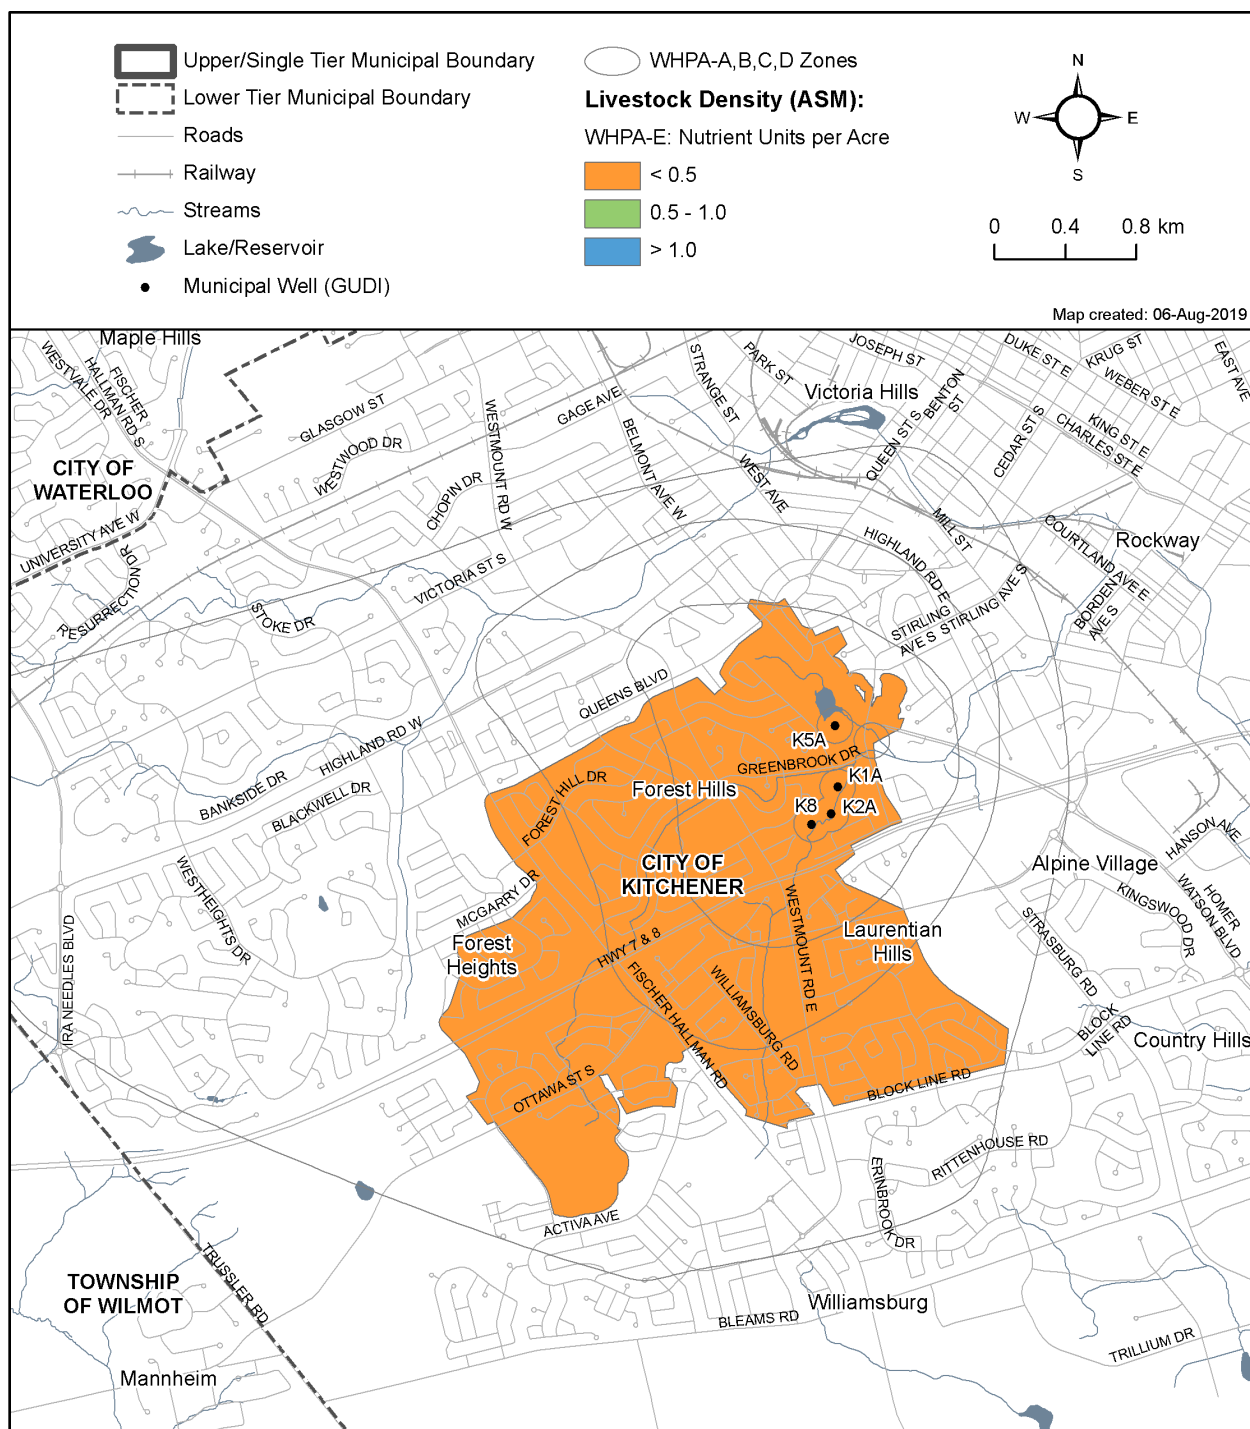 Upper/Single Tier Municipal Boundary
Lower Tier Municipal Boundary
Roads
Railway
Streams
Lake/Reservoir
Municipal Well (GUDI)
WHPA-A,B,C,D Zones
Livestock Density (ASM):
WHPA-E: Nutrient Units per Acre
< 0.5
0.5 - 1.0
> 1.0
N
W
E
S
0 0.4 0.8 km
Map created: 06-Aug-2019
Maple Hills
WESTVALE DR
FISCHER
HALLMAN RD S
GLASGOW ST
WESTWOOD DR
CHOPIN DR
WESTMOUNT RD W
GAGE AVE
BELMONT AVE W
STRANGE ST
PARK ST
WEST AVE
JOSEPH ST
Victoria Hills
QUEEN ST S
BENTON
ST
CEDAR ST S
DUKE ST E
KRUG ST
WEBER ST E
EAST AVE
KING ST E
CHARLES ST E
CITY OF
WATERLOO
UNIVERSITY AVE W
RESURRECTION DR
STOKE DR
VICTORIA ST S
HIGHLAND RD E
MILL ST
COURTLAND AVE E
Rockway
BORDEN
AVE S
STIRLING
AVE S
STIRLING AVE S
QUEENS BLVD
HIGHLAND RD W
BANKSIDE DR
BLACKWELL DR
FOREST HILL DR
Forest Hills
K5A
GREENBROOK DR
K1A
K8
K2A
CITY OF
KITCHENER
HANSON AVE
Alpine Village
KINGSWOOD DR
HOMER
WATSON BLVD
STRASBURG RD
WESTHEIGHTS DR
MCGARRY DR
Forest
Heights
HWY 7 & 8
WESTMOUNT RD E
Laurentian
Hills
IRA NEEDLES BLVD
FISCHER HALLMAN RD
WILLIAMSBURG RD
BLOCK
LINE RD
Country Hills
OTTAWA ST S
BLOCK LINE RD
RITTENHOUSE RD
ERINBROOK DR
ACTIVA AVE
TRUSSLER RD
TOWNSHIP
OF WILMOT
Williamsburg
BLEAMS RD
TRILLIUM DR
Mannheim